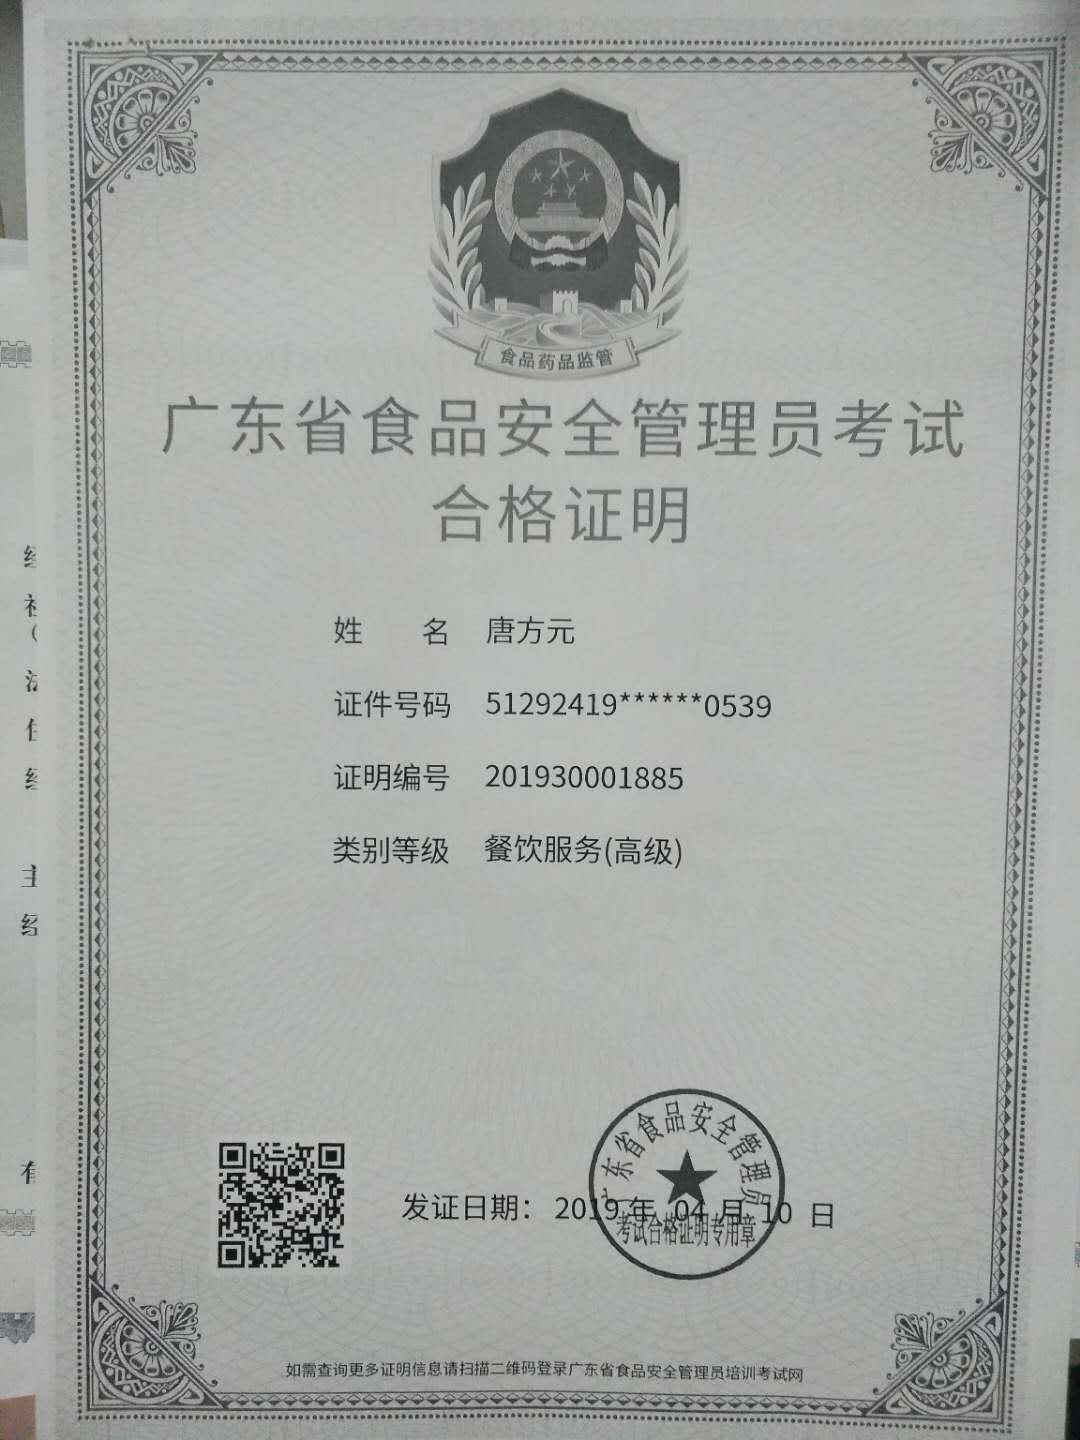 食品药品监管
广东省食品安全管理员考试
合格证明
姓 名 唐方元
证件号码 51292419******0539
证明编号 201930001885
类别等级 餐饮服务(高级)
广东省食品安全管理员
发证日期： 2019 年 04 月 10 日
考试合格证明专用章
如需查询更多证明信息请扫描二维码登录广东省食品安全管理员培训考试网
主